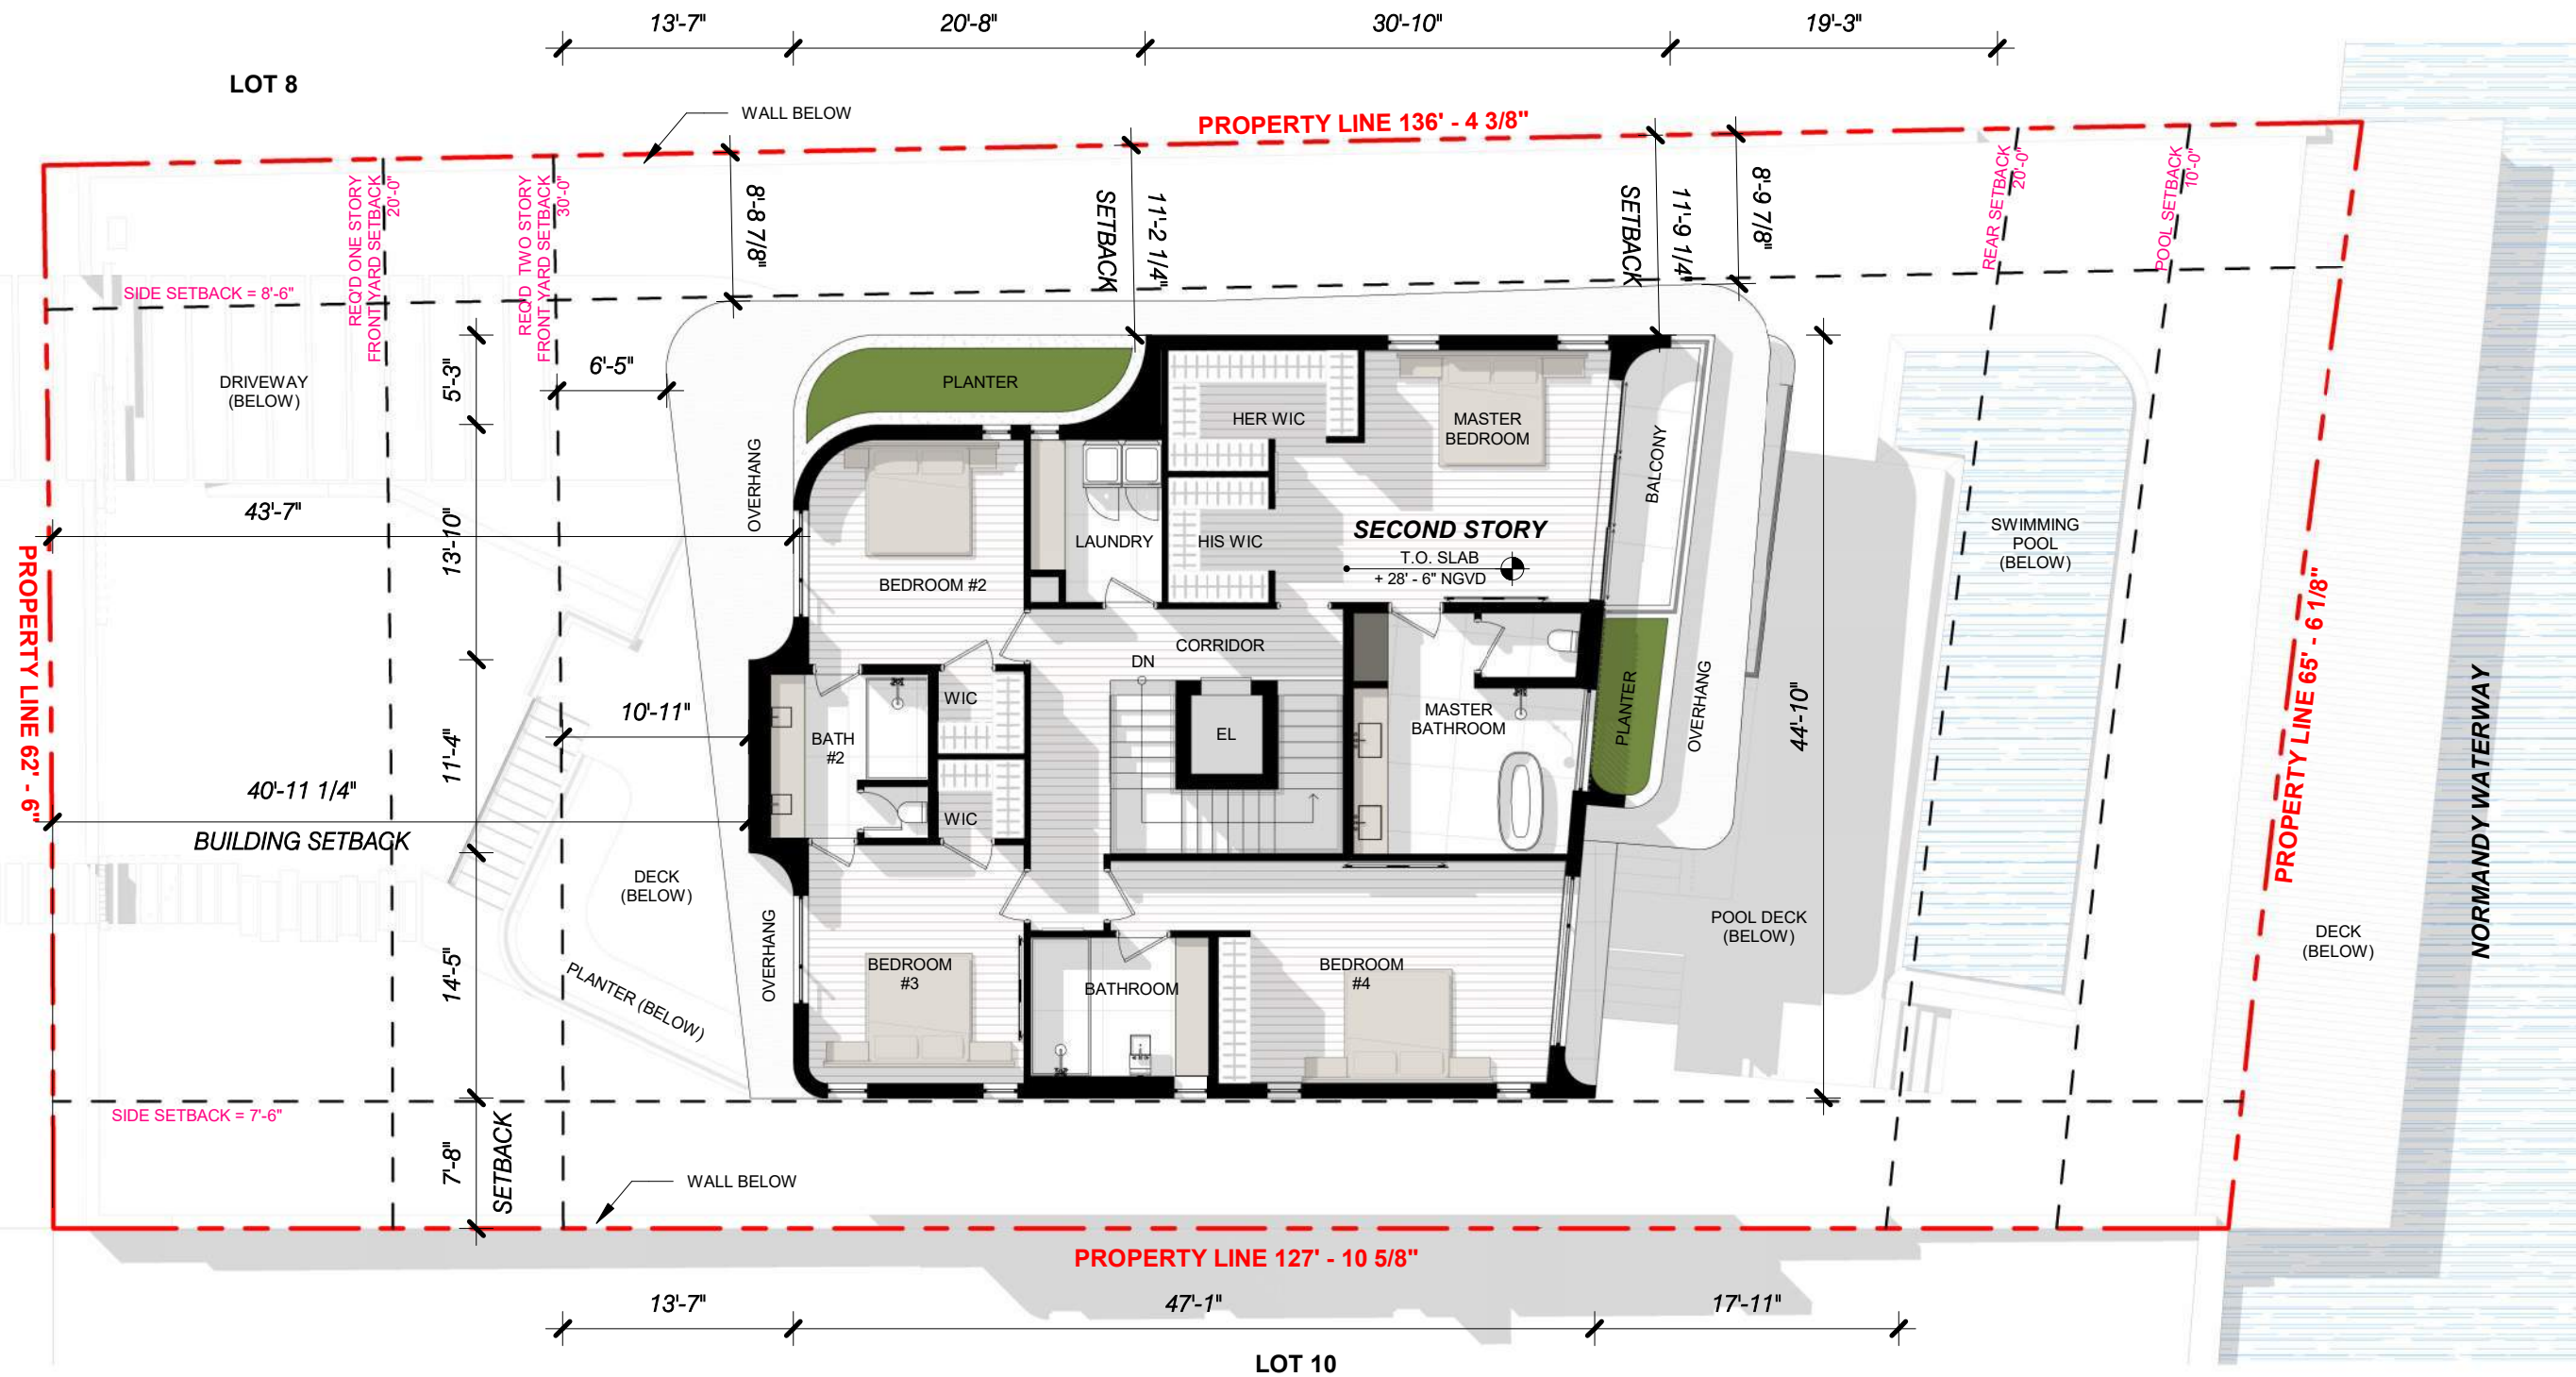 13'-7"
20'-8"
30'-10"
19'-3"
LOT 8
WALL BELOW
PROPERTY LINE 136' - 4 3/8"
REQ'D ONE STORY
FRONT YARD SETBACK
20'-0"
REQ'D TWO STORY
FRONT YARD SETBACK
30'-0"
8'-8 7/8"
SETBACK
11'-2 1/4"
SETBACK
11'-9 1/4"
8'-9 7/8"
REAR SETBACK
20'-0"
POOL SETBACK
10'-0"
SIDE SETBACK = 8'-6"
DRIVEWAY
(BELOW)
5'-3"
6'-5"
PLANTER
HER WIC
MASTER
BEDROOM
BALCONY
OVERHANG
43'-7"
13'-10"
LAUNDRY
HIS WIC
SECOND STORY
T.O. SLAB
+ 28' - 6" NGVD
SWIMMING
POOL
(BELOW)
BEDROOM #2
PROPERTY LINE 62' - 6"
PROPERTY LINE 65' - 6 1/8"
NORMANDY WATERWAY
CORRIDOR
DN
WIC
10'-11"
BATH
#2
EL
MASTER
BATHROOM
PLANTER
OVERHANG
44'-10"
11'-4"
40'-11 1/4"
BUILDING SETBACK
WIC
DECK
(BELOW)
OVERHANG
POOL DECK
(BELOW)
DECK
(BELOW)
14'-5"
PLANTER (BELOW)
BEDROOM
#3
BATHROOM
BEDROOM
#4
SIDE SETBACK = 7'-6"
7'-8"
SETBACK
WALL BELOW
PROPERTY LINE 127' - 10 5/8"
13'-7"
47'-1"
17'-11"
LOT 10